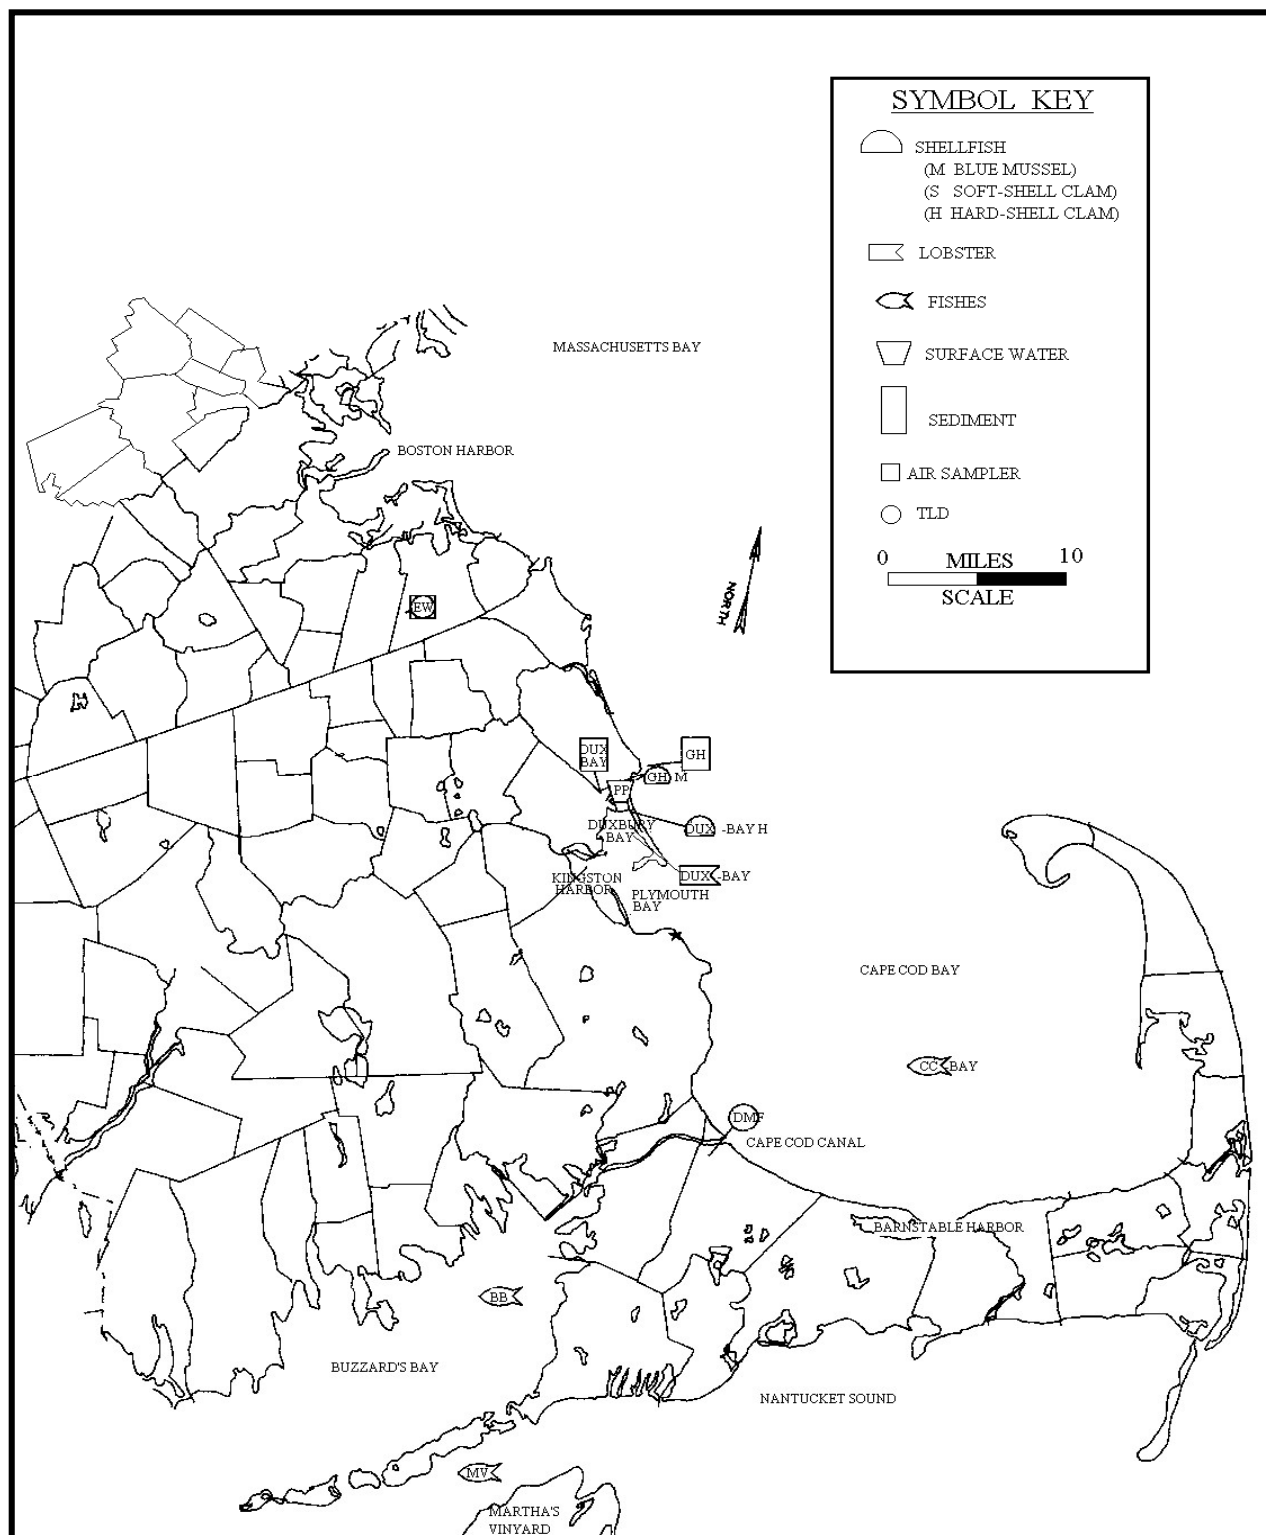 SYMBOL KEY
SHELLFISH
(M BLUE MUSSEL)
(S SOFT-SHELL CLAM)
(H HARD-SHELL CLAM)
LOBSTER
FISHES
SURFACE WATER
SEDIMENT
AIR SAMPLER
TLD
0 MILES 10
SCALE
MASSACHUSETTS BAY
BOSTON HARBOR
NORTH
EW
DUX
BAY
GH
GH M
PP
DUXBURY
BAY
DUX -BAY H
DUX -BAY
KINGSTON
HARBOR
PLYMOUTH
BAY
CAPE COD BAY
CC-BAY
DMF
CAPE COD CANAL
BARNSTABLE HARBOR
BB
BUZZARD'S BAY
NANTUCKET SOUND
MV
MARTHA'S
VINYARD